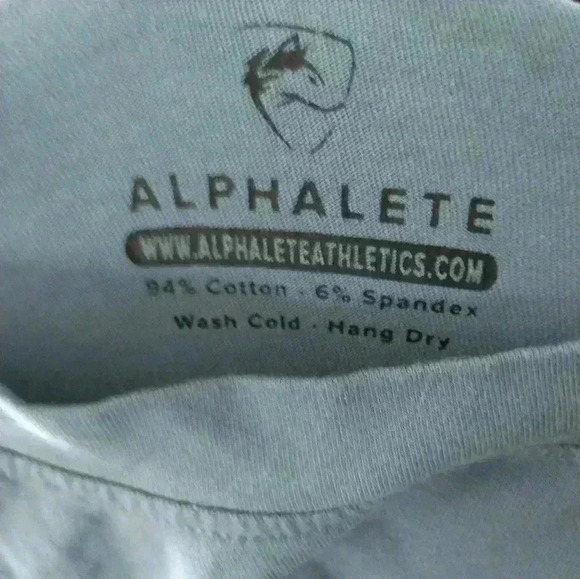 ALPHALETE
WWW.ALPHALETEATHLETICS.COM
94% Cotton · 6% Spandex
Wash Cold · Hang Dry